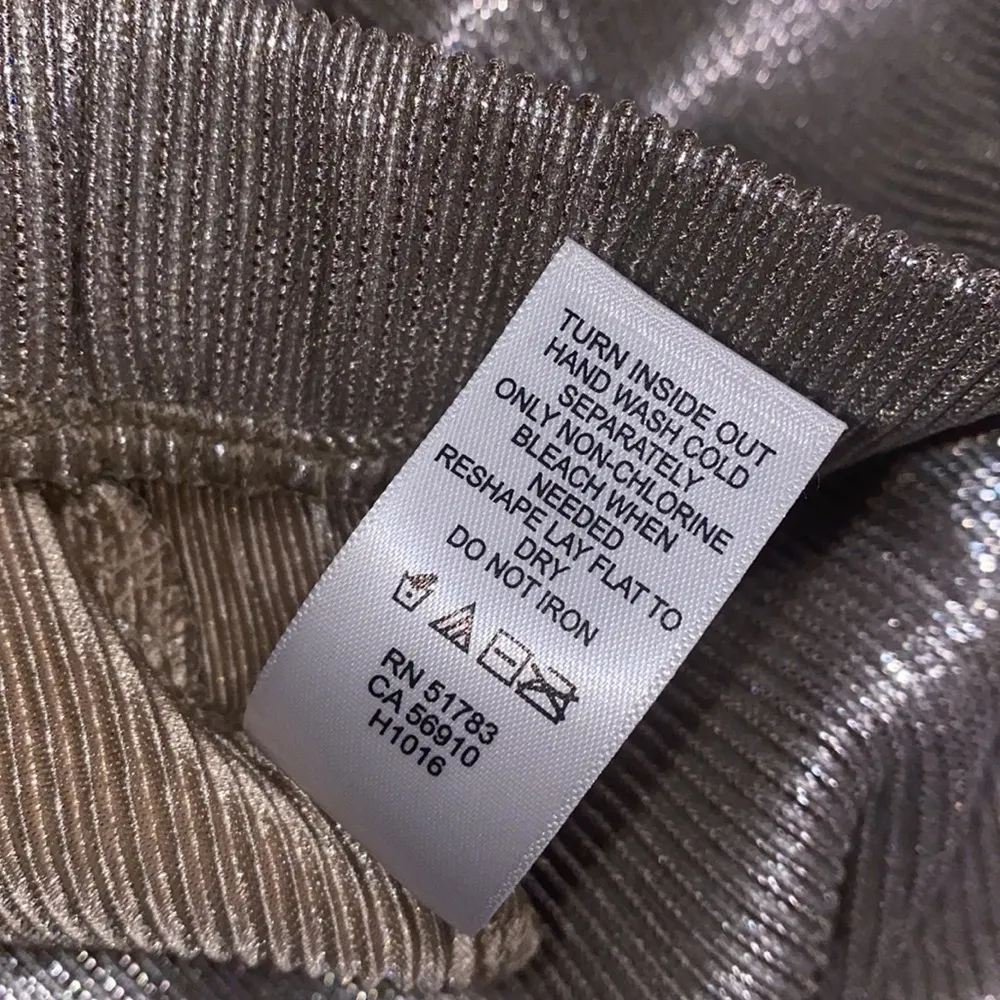 TURN INSIDE OUT
HAND WASH COLD
SEPARATELY
ONLY NON-CHLORINE
BLEACH WHEN
NEEDED
RESHAPE LAY FLAT TO
DRY
DO NOT IRON
RN 51783
CA 56910
H1016